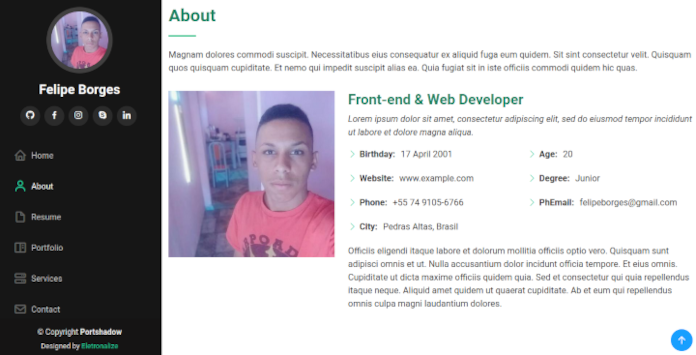 Felipe Borges
Home
About
Resume
Portfolio
Services
Contact
© Copyright Portshadow
Designed by Eletronalize
About
Magnam dolores commodi suscipit. Necessitatibus eius consequatur ex aliquid fuga eum quidem. Sit sint consectetur velit. Quisquam
quos quisquam cupiditate. Et nemo qui impedit suscipit alias ea. Quia fugiat sit in iste officiis commodi quidem hic quas.
Front-end & Web Developer
Lorem ipsum dolor sit amet, consectetur adipiscing elit, sed do eiusmod tempor incididunt
ut labore et dolore magna aliqua.
Birthday: 17 April 2001
Age: 20
Website: www.example.com
Degree: Junior
Phone: +55 74 9105-6766
PhEmail: felipeborges@gmail.com
City: Pedras Altas, Brasil
Officiis eligendi itaque labore et dolorum mollitia officiis optio vero. Quisquam sunt
adipisci omnis et ut. Nulla accusantium dolor incidunt officia tempore. Et eius omnis.
Cupiditate ut dicta maxime officiis quidem quia. Sed et consectetur qui quia repellendus
itaque neque. Aliquid amet quidem ut quaerat cupiditate. Ab et eum qui repellendus
omnis culpa magni laudantium dolores.